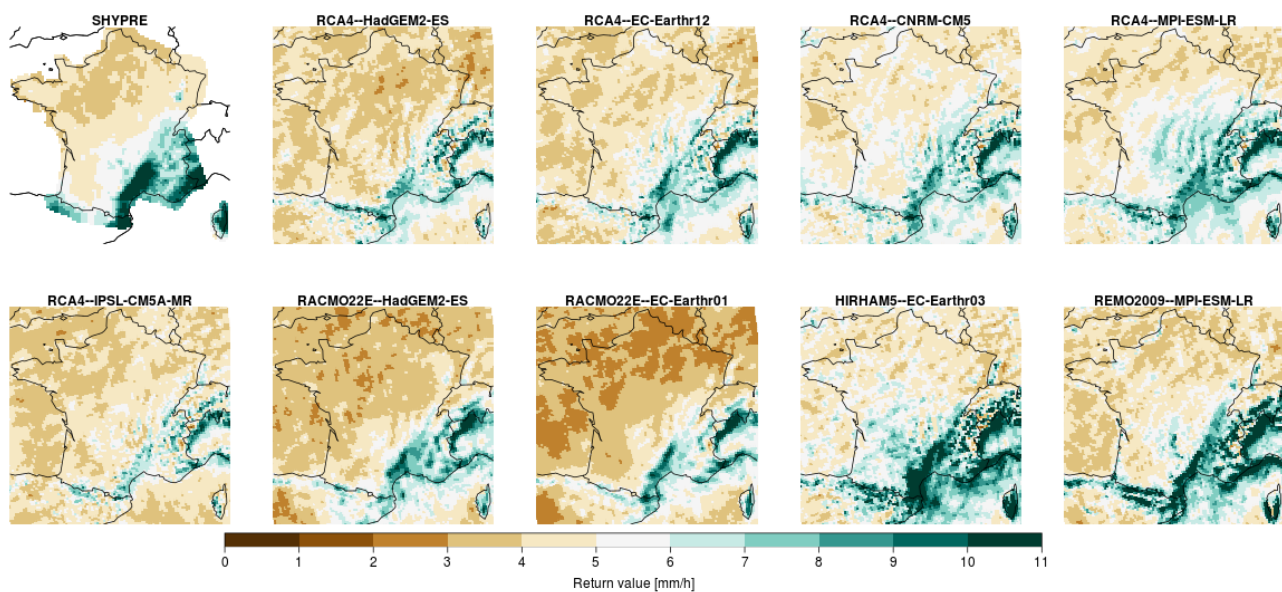 SHYPRE
RCA4--HadGEM2-ES
RCA4--EC-Earthr12
RCA4--CNRM-CM5
RCA4--MPI-ESM-LR
RCA4--IPSL-CM5A-MR
RACMO22E--HadGEM2-ES
RACMO22E--EC-Earthr01
HIRHAM5--EC-Earthr03
REMO2009--MPI-ESM-LR
0 1 2 3 4 5 6 7 8 9 10 11
Return value [mm/h]